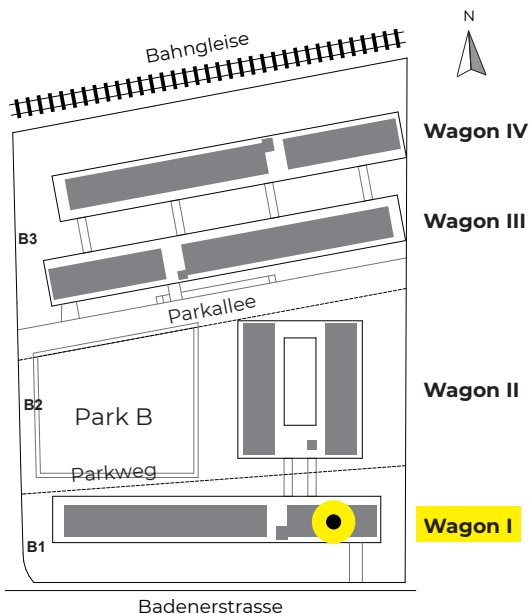 N
Bahngleise
Wagon IV
Wagon III
B3
Parkallee
Wagon II
B2
Park B
Parkweg
Wagon I
B1
Badenerstrasse